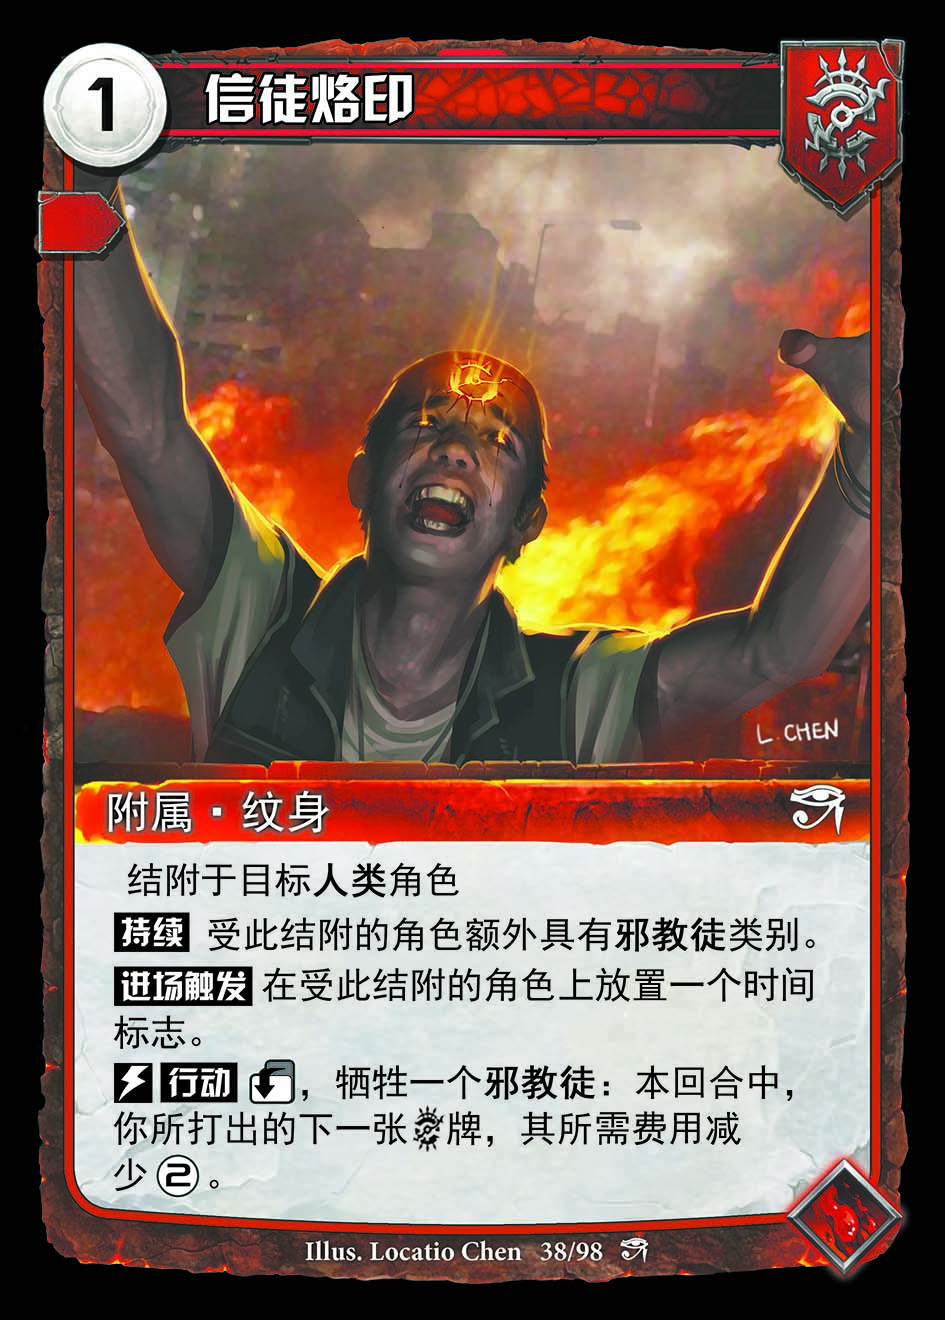 1
信徒烙印
L. CHEN
附属·纹身
结附于目标人类角色
持续 受此结附的角色额外具有邪教徒类别。
进场触发 在受此结附的角色上放置一个时间
标志。
行动 ，牺牲一个邪教徒：本回合中，
你所打出的下一张牌，其所需费用减
少②。
Illus. Locatio Chen 38/98